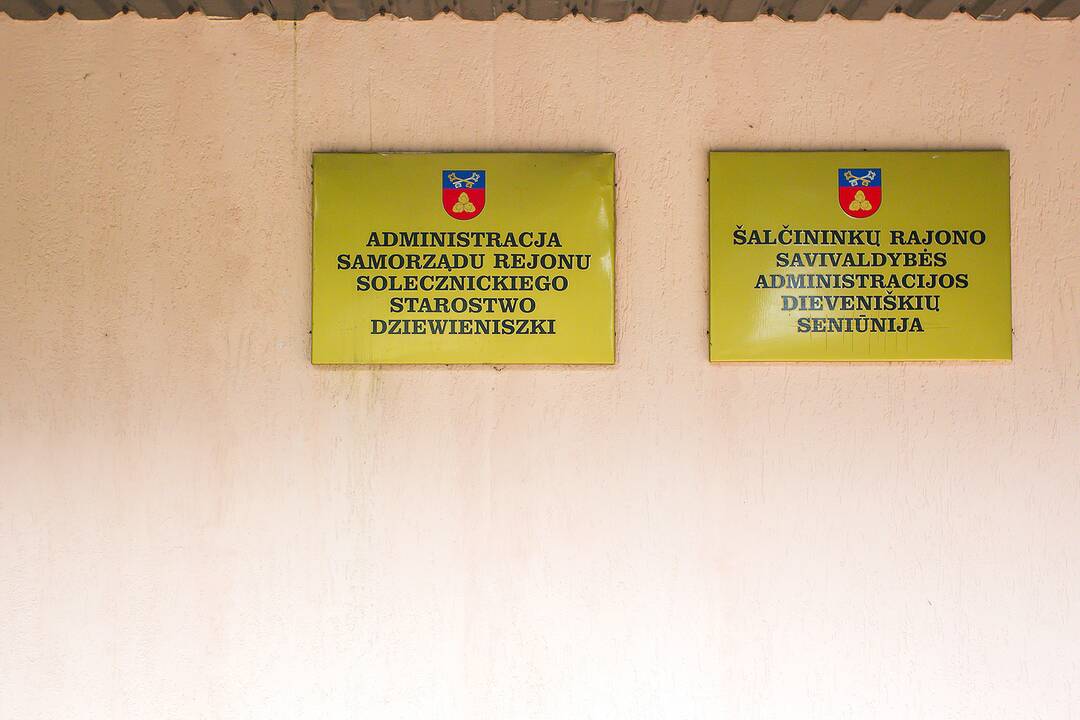 ADMINISTRACJA
SAMORZĄDU REJONU
SOLECZNICKIEGO
STAROSTWO
DZIEWIENISZKI
ŠALČININKŲ RAJONO
SAVIVALDYBĖS
ADMINISTRACIJOS
DIEVENIŠKIŲ
SENIŪNIJA